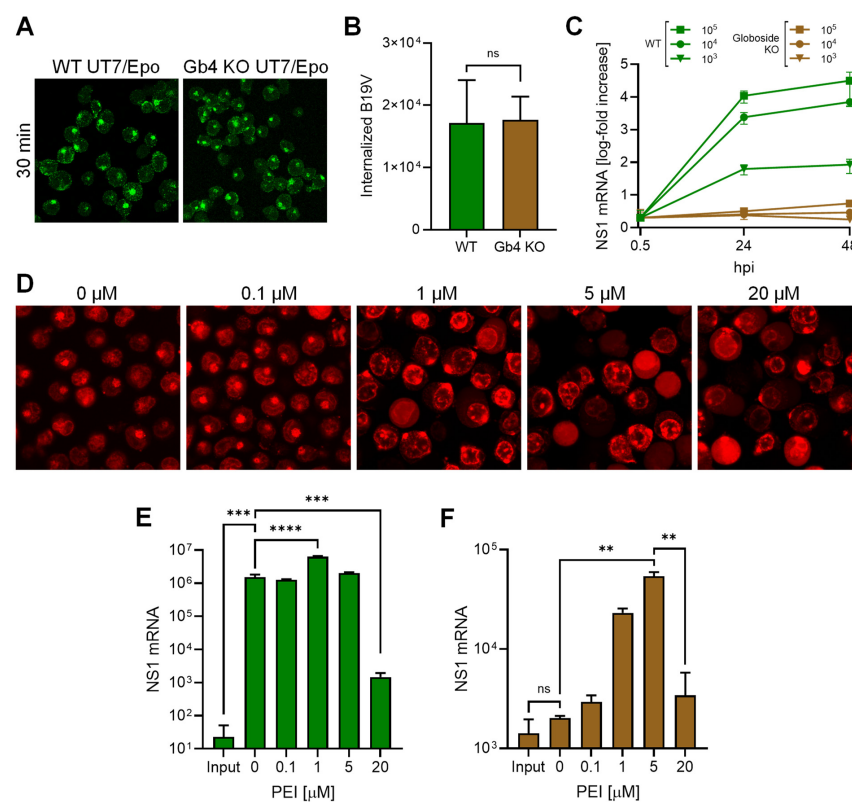 A
WT UT7/Epo
Gb4 KO UT7/Epo
30 min
B
Internalized B19V
3×10⁴
2×10⁴
1×10⁴
0
ns
WT
Gb4 KO
C
WT
10⁵
10⁴
10³
Globoside
KO
10⁵
10⁴
10³
NS1 mRNA [log-fold increase]
5
4
3
2
1
0
0.5
24
48
hpi
D
0 µM
0.1 µM
1 µM
5 µM
20 µM
E
***
***
****
NS1 mRNA
10⁷
10⁶
10⁵
10⁴
10³
10²
10¹
Input
0
0.1
1
5
20
PEI [µM]
F
**
**
ns
NS1 mRNA
10⁵
10⁴
10³
Input
0
0.1
1
5
20
PEI [µM]